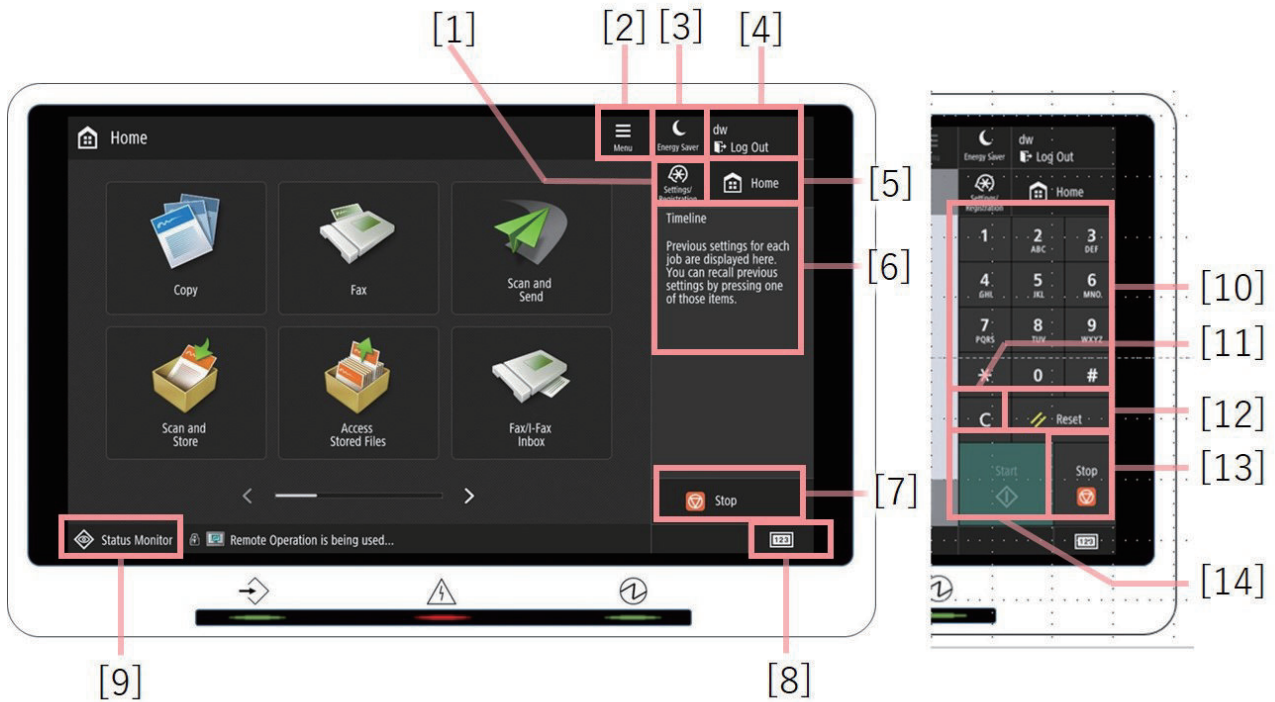 [1]
[2]
[3]
[4]
Home
Menu
Energy Saver
dw
Log Out
Settings/
Registration
Home
[5]
Timeline
Previous settings for each
job are displayed here.
You can recall previous
settings by pressing one
of those items.
[6]
Copy
Fax
Scan and
Send
Scan and
Store
Access
Stored Files
Fax/I-Fax
Inbox
Stop
[7]
Status Monitor
Remote Operation is being used...
123
[9]
[8]
Energy Saver
dw
Log Out
Settings/
Registration
Home
1
2
ABC
3
DEF
4
GHI
5
JKL
6
MNO
7
PQRS
8
TUV
9
WXYZ
*
0
#
C
Reset
Start
Stop
123
[10]
[11]
[12]
[13]
[14]